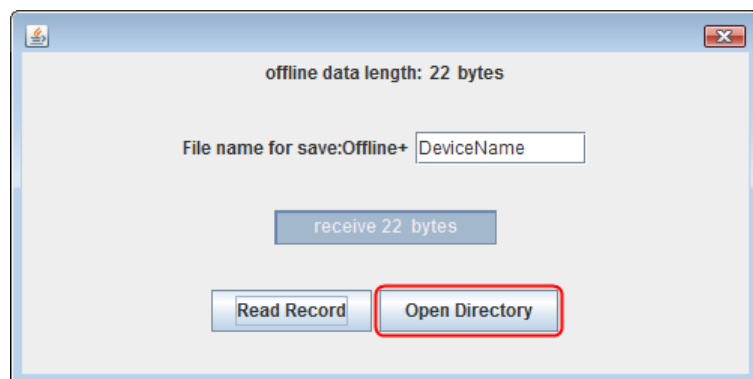 offline data length: 22 bytes
File name for save:Offline+ DeviceName
receive 22 bytes
Read Record Open Directory